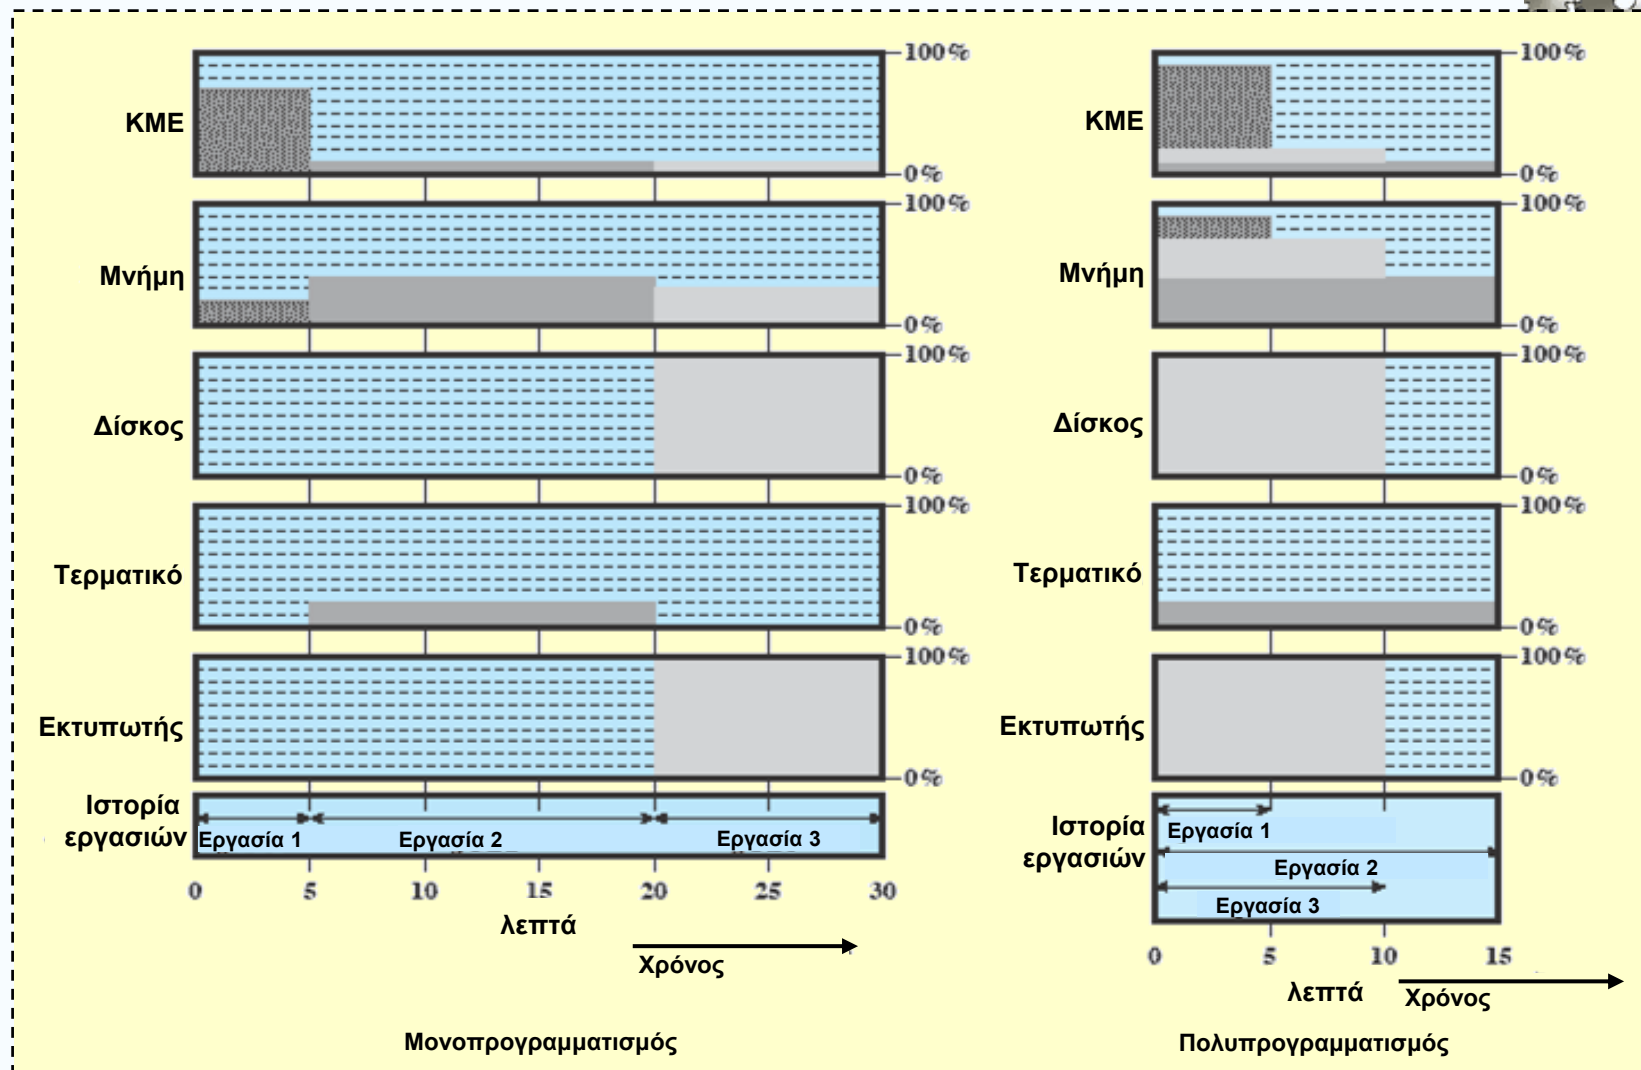 100%
ΚΜΕ
0%
100%
Μνήμη
0%
100%
Δίσκος
0%
100%
Τερματικό
0%
100%
Εκτυπωτής
0%
Ιστορία
εργασιών
Εργασία 1 Εργασία 2 Εργασία 3
0 5 10 15 20 25 30
λεπτά
Χρόνος
Μονοπρογραμματισμός
100%
ΚΜΕ
0%
100%
Μνήμη
0%
100%
Δίσκος
0%
100%
Τερματικό
0%
100%
Εκτυπωτής
0%
Ιστορία
εργασιών
Εργασία 1
Εργασία 2
Εργασία 3
0 5 10 15
λεπτά
Χρόνος
Πολυπρογραμματισμός